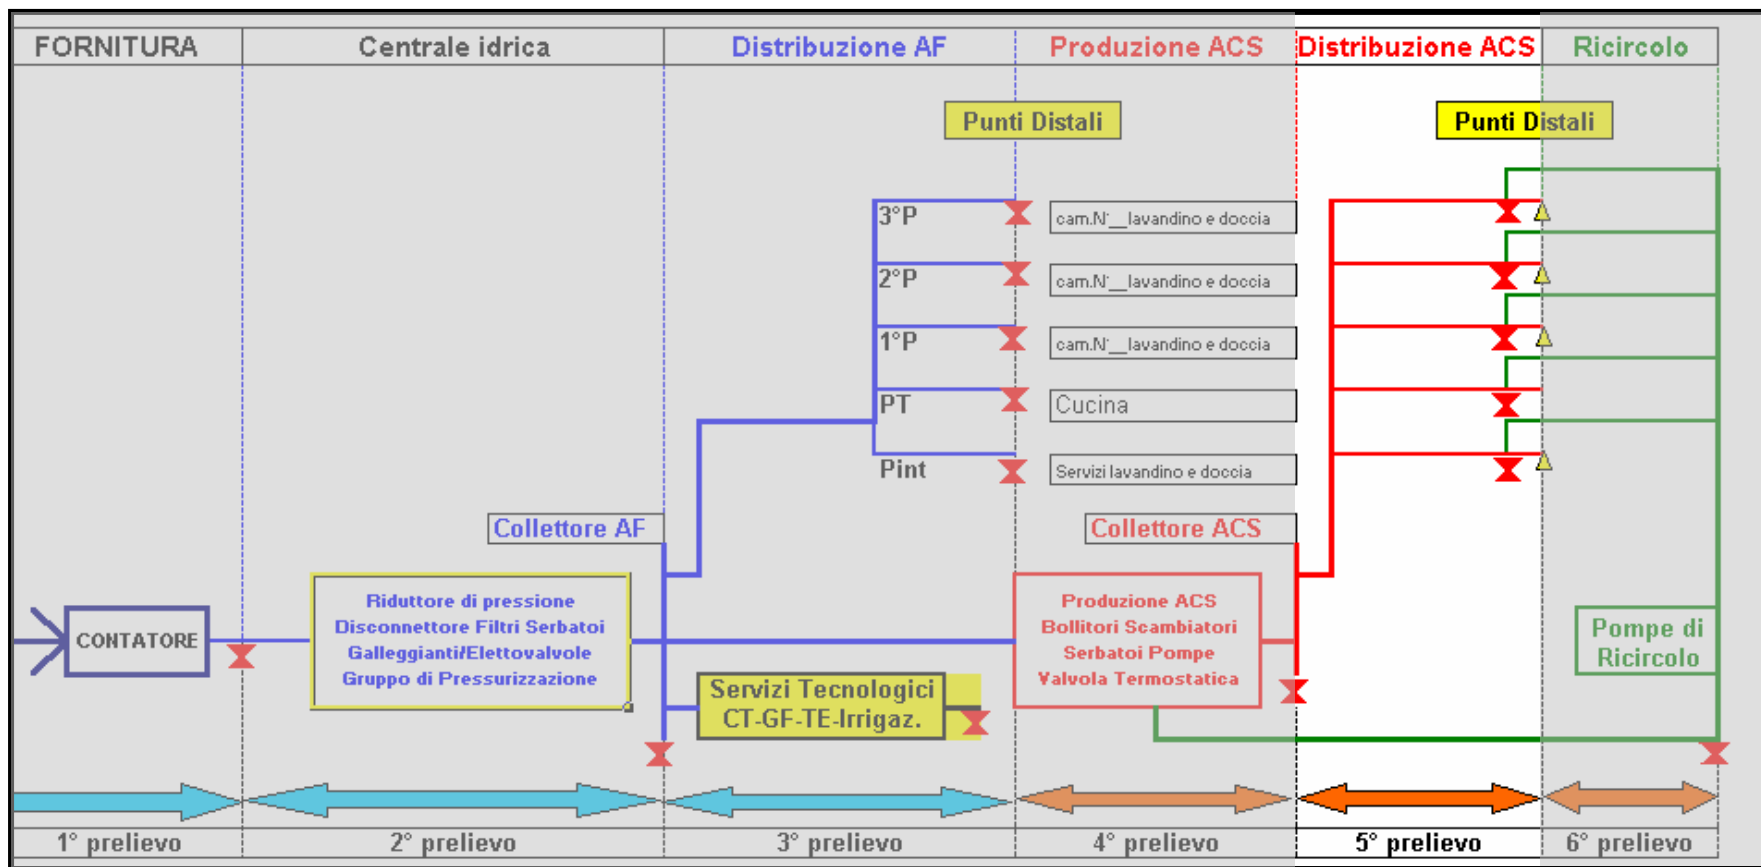 FORNITURA
Centrale idrica
Distribuzione AF
Produzione ACS
Distribuzione ACS
Ricircolo
Punti Distali
Punti Distali
3°P
cam.N°__lavandino e doccia
2°P
cam.N°__lavandino e doccia
1°P
cam.N°__lavandino e doccia
PT
Cucina
Pint
Servizi lavandino e doccia
Collettore AF
Collettore ACS
CONTATORE
Riduttore di pressione
Disconnettore Filtri Serbatoi
Galleggianti/Elettovalvole
Gruppo di Pressurizzazione
Produzione ACS
Bollitori Scambiatori
Serbatoi Pompe
Valvola Termostatica
Pompe di
Ricircolo
Servizi Tecnologici
CT-GF-TE-Irrigaz.
1° prelievo
2° prelievo
3° prelievo
4° prelievo
5° prelievo
6° prelievo